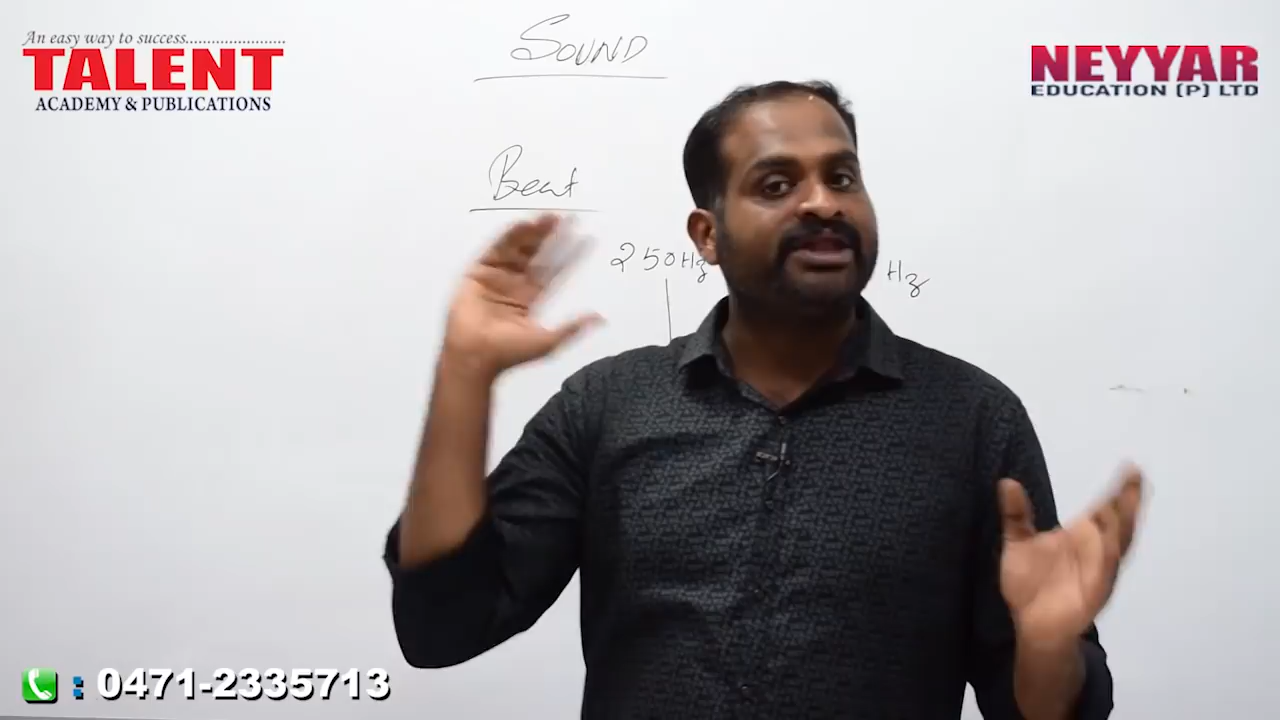 An easy way to success......................
TALENT
ACADEMY & PUBLICATIONS
NEYYAR
EDUCATION (P) LTD
SOUND
Beat
250Hz
Hz
: 0471-2335713